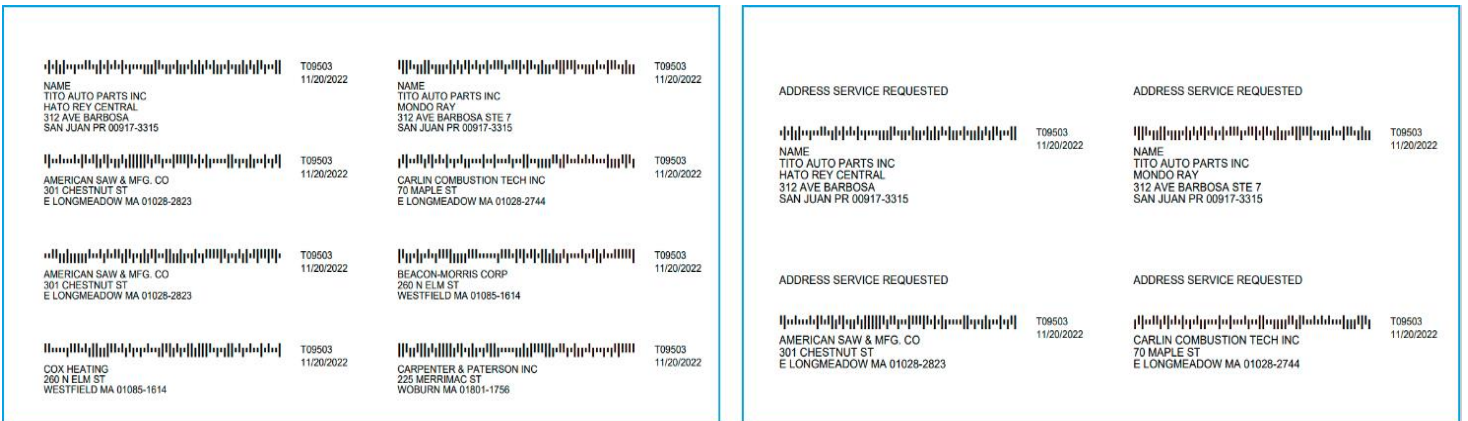 T09503
11/20/2022
NAME
TITO AUTO PARTS INC
HATO REY CENTRAL
312 AVE BARBOSA
SAN JUAN PR 00917-3315
T09503
11/20/2022
NAME
TITO AUTO PARTS INC
MONDO RAY
312 AVE BARBOSA STE 7
SAN JUAN PR 00917-3315
T09503
11/20/2022
AMERICAN SAW & MFG. CO
301 CHESTNUT ST
E LONGMEADOW MA 01028-2823
T09503
11/20/2022
CARLIN COMBUSTION TECH INC
70 MAPLE ST
E LONGMEADOW MA 01028-2744
T09503
11/20/2022
AMERICAN SAW & MFG. CO
301 CHESTNUT ST
E LONGMEADOW MA 01028-2823
T09503
11/20/2022
BEACON-MORRIS CORP
260 N ELM ST
WESTFIELD MA 01085-1614
T09503
11/20/2022
COX HEATING
260 N ELM ST
WESTFIELD MA 01085-1614
T09503
11/20/2022
CARPENTER & PATERSON INC
225 MERRIMAC ST
WOBURN MA 01801-1756
ADDRESS SERVICE REQUESTED
T09503
11/20/2022
NAME
TITO AUTO PARTS INC
HATO REY CENTRAL
312 AVE BARBOSA
SAN JUAN PR 00917-3315
ADDRESS SERVICE REQUESTED
T09503
11/20/2022
NAME
TITO AUTO PARTS INC
MONDO RAY
312 AVE BARBOSA STE 7
SAN JUAN PR 00917-3315
ADDRESS SERVICE REQUESTED
T09503
11/20/2022
AMERICAN SAW & MFG. CO
301 CHESTNUT ST
E LONGMEADOW MA 01028-2823
ADDRESS SERVICE REQUESTED
T09503
11/20/2022
CARLIN COMBUSTION TECH INC
70 MAPLE ST
E LONGMEADOW MA 01028-2744